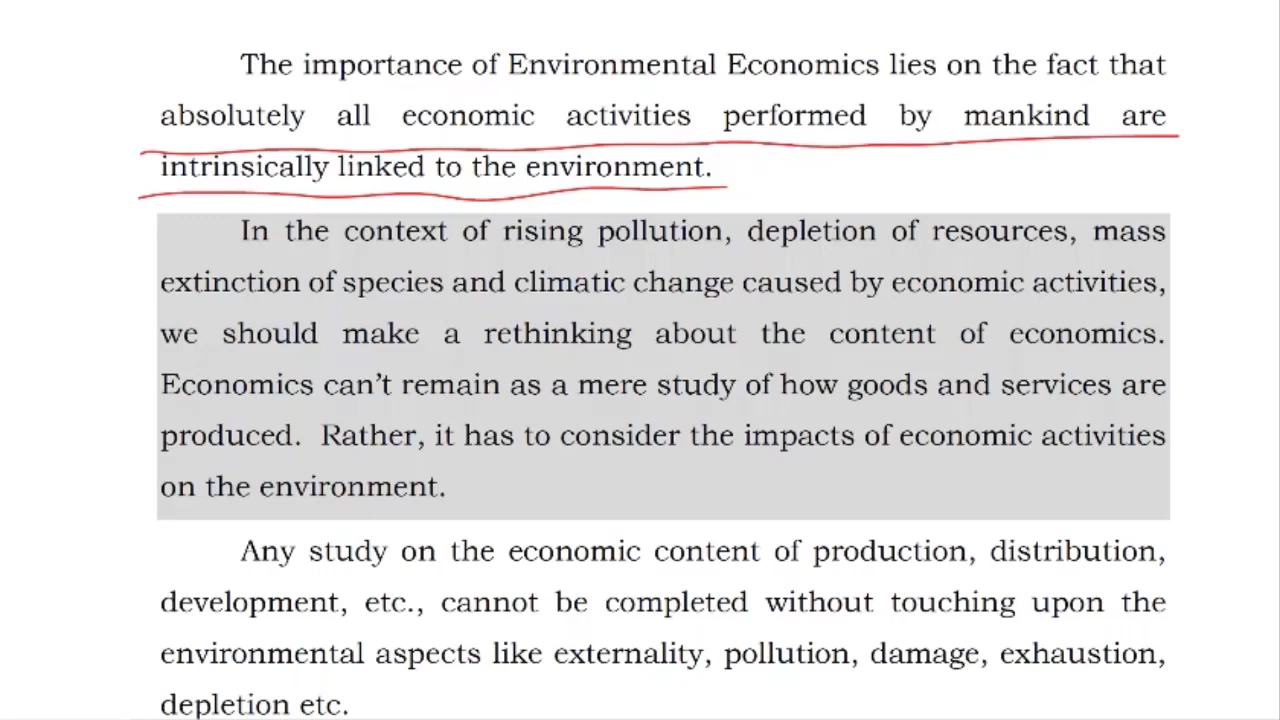 The importance of Environmental Economics lies on the fact that
absolutely all economic activities performed by mankind are
intrinsically linked to the environment.
In the context of rising pollution, depletion of resources, mass
extinction of species and climatic change caused by economic activities,
we should make a rethinking about the content of economics.
Economics can't remain as a mere study of how goods and services are
produced. Rather, it has to consider the impacts of economic activities
on the environment.
Any study on the economic content of production, distribution,
development, etc., cannot be completed without touching upon the
environmental aspects like externality, pollution, damage, exhaustion,
depletion etc.